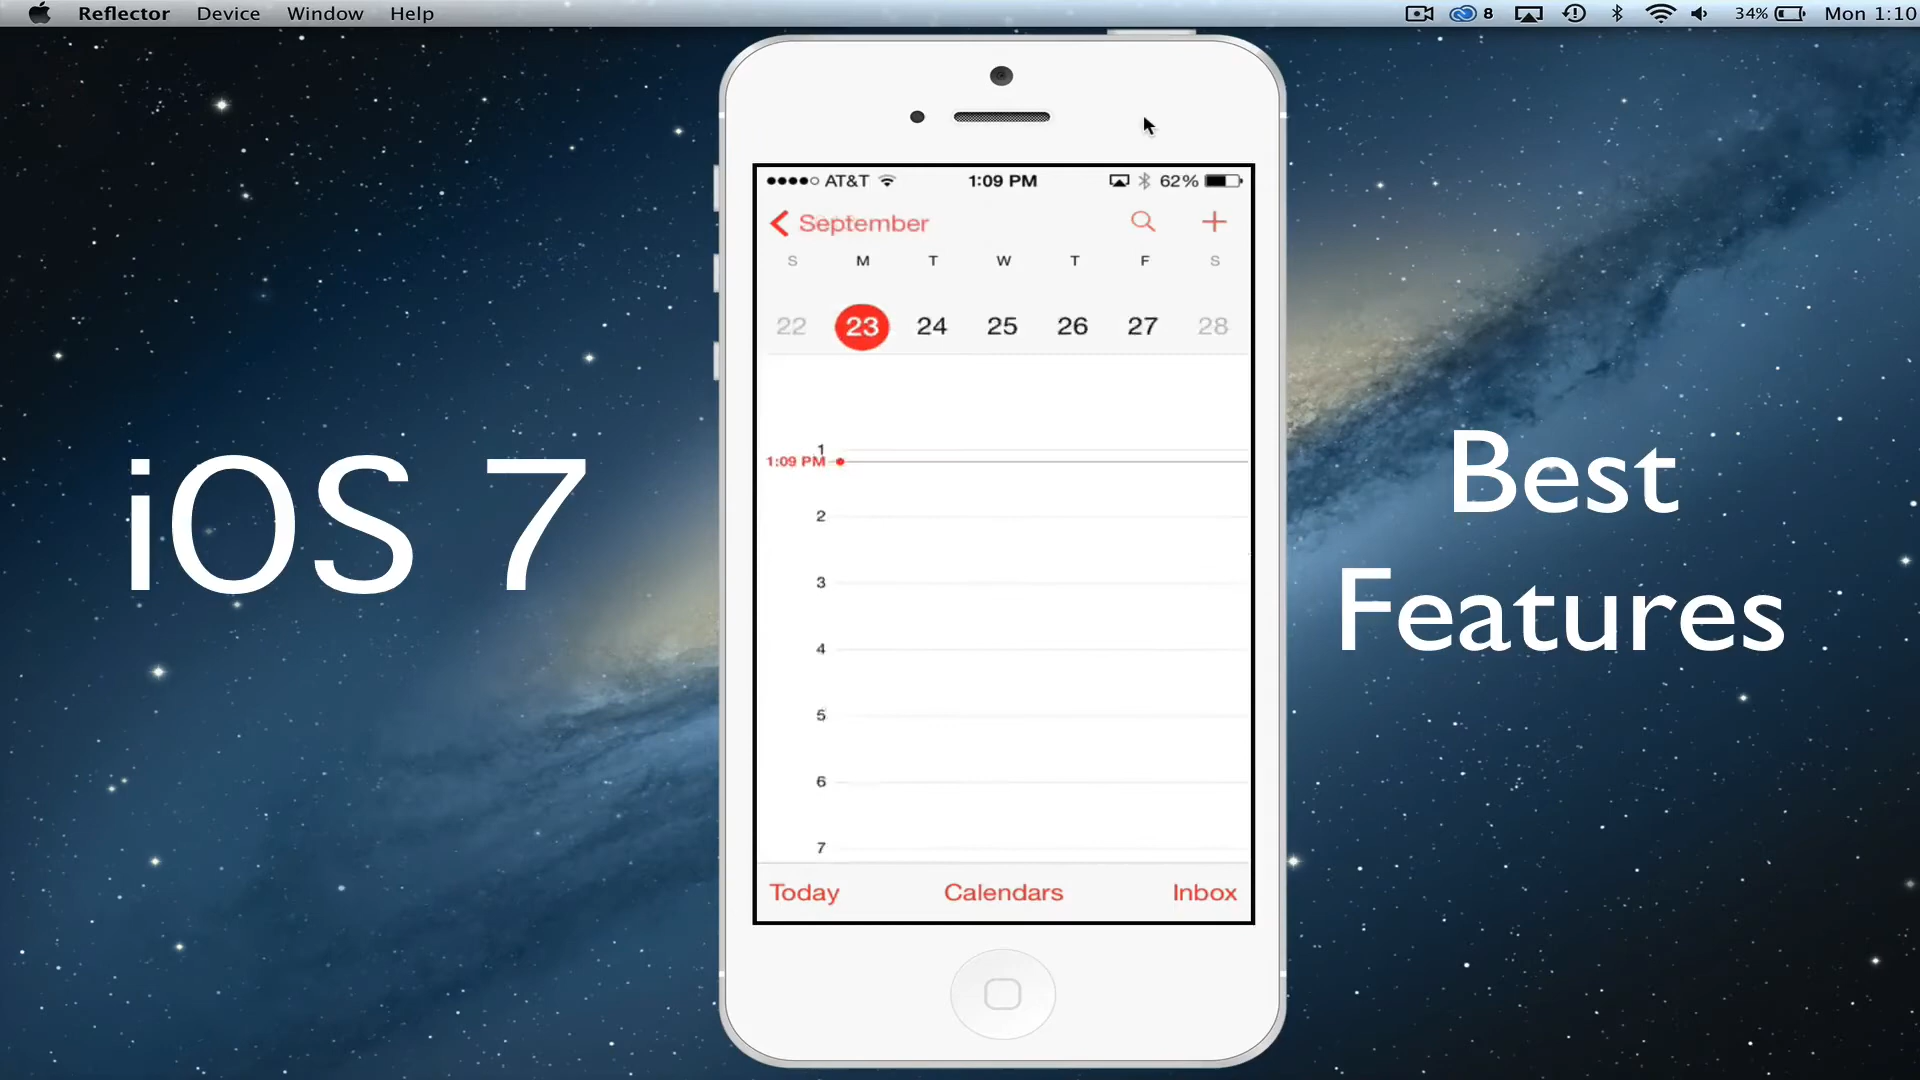 Reflector Device Window Help 8 34% Mon 1:10
AT&T 1:09 PM 62%
September
S M T W T F S
22 23 24 25 26 27 28
1
1:09 PM
2
3
4
5
6
7
Today Calendars Inbox
iOS 7
Best
Features